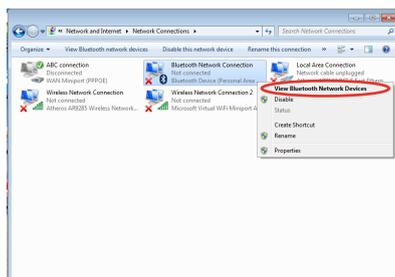 « Network and Internet ▸ Network Connections ▸
Search Network Connections
Organize ▾ View Bluetooth network devices Disable this network device Rename this connection »
ABC connection
Disconnected
WAN Miniport (PPPOE)
Bluetooth Network Connection
Not connected
Bluetooth Device (Personal Area ...
Local Area Connection
Network cable unplugged
Wireless Network Connection
Not connected
Atheros AR9285 Wireless Network...
Wireless Network Connection 2
Not connected
Microsoft Virtual WiFi Miniport A
View Bluetooth Network Devices
Disable
Status
Create Shortcut
Rename
Properties